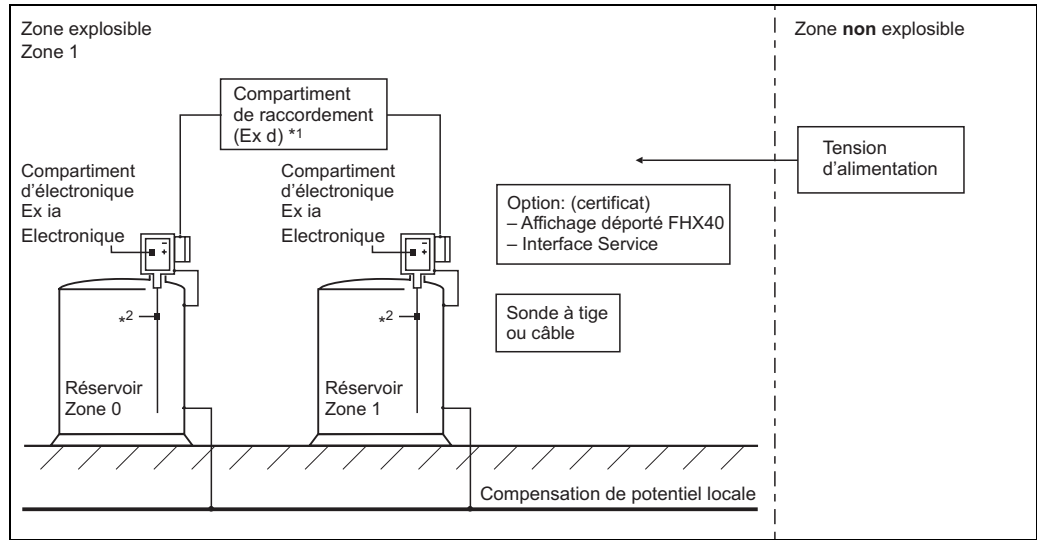 Zone explosible
Zone 1
Zone non explosible
Compartiment
de raccordement
(Ex d) *1
Tension
d'alimentation
Compartiment
d'électronique
Ex ia
Electronique
Compartiment
d'électronique
Ex ia
Electronique
Option: (certificat)
– Affichage déporté FHX40
– Interface Service
Sonde à tige
ou câble
– +
– +
*2
*2
Réservoir
Zone 0
Réservoir
Zone 1
Compensation de potentiel locale